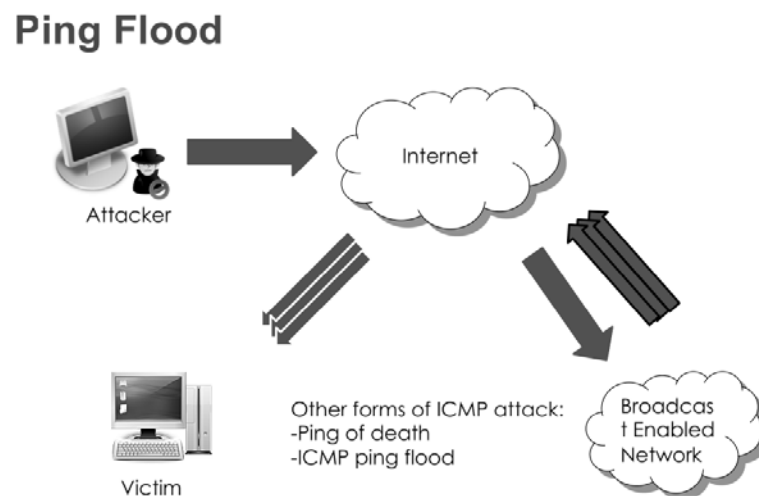 Ping Flood
Internet
Attacker
Other forms of ICMP attack:
-Ping of death
-ICMP ping flood
Broadcas
t Enabled
Network
Victim